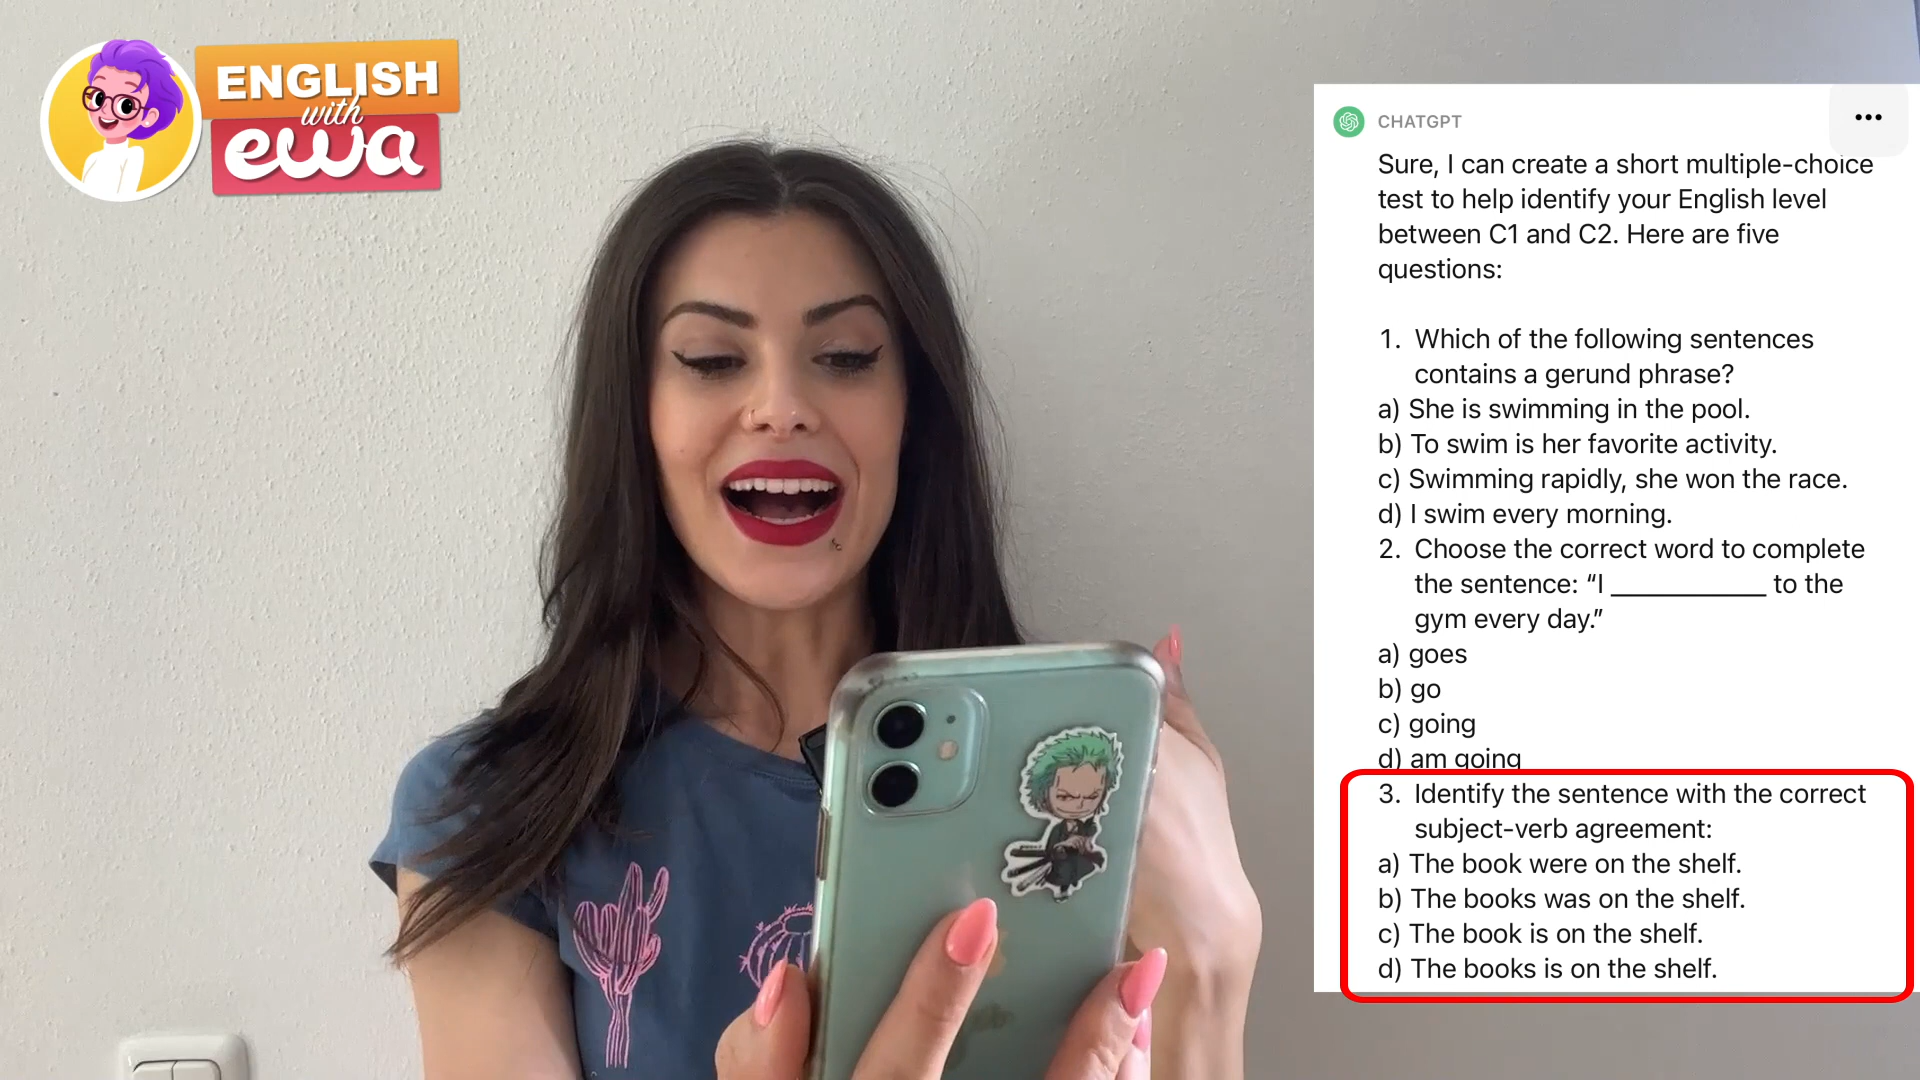 ENGLISH
with
ewa
CHATGPT
Sure, I can create a short multiple-choice
test to help identify your English level
between C1 and C2. Here are five
questions:
1. Which of the following sentences
contains a gerund phrase?
a) She is swimming in the pool.
b) To swim is her favorite activity.
c) Swimming rapidly, she won the race.
d) I swim every morning.
2. Choose the correct word to complete
the sentence: “I ___________ to the
gym every day.”
a) goes
b) go
c) going
d) am going
3. Identify the sentence with the correct
subject-verb agreement:
a) The book were on the shelf.
b) The books was on the shelf.
c) The book is on the shelf.
d) The books is on the shelf.